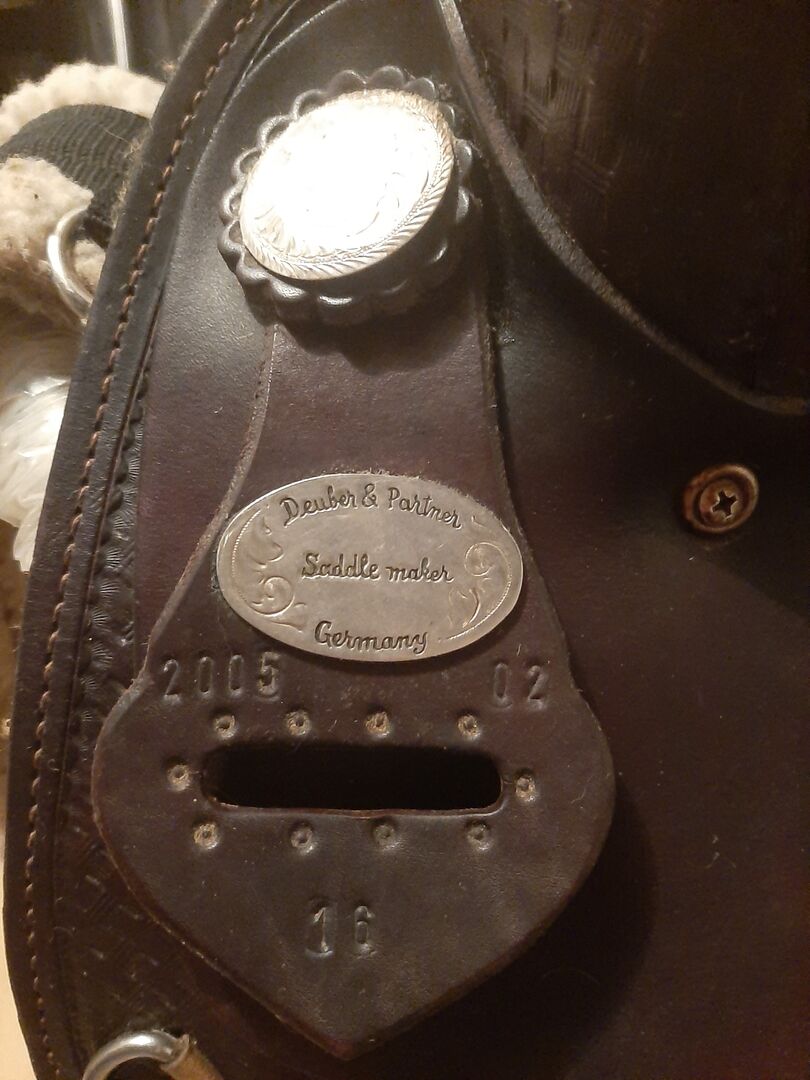 Deuber & Partner
Saddle maker
Germany
2005 02
16